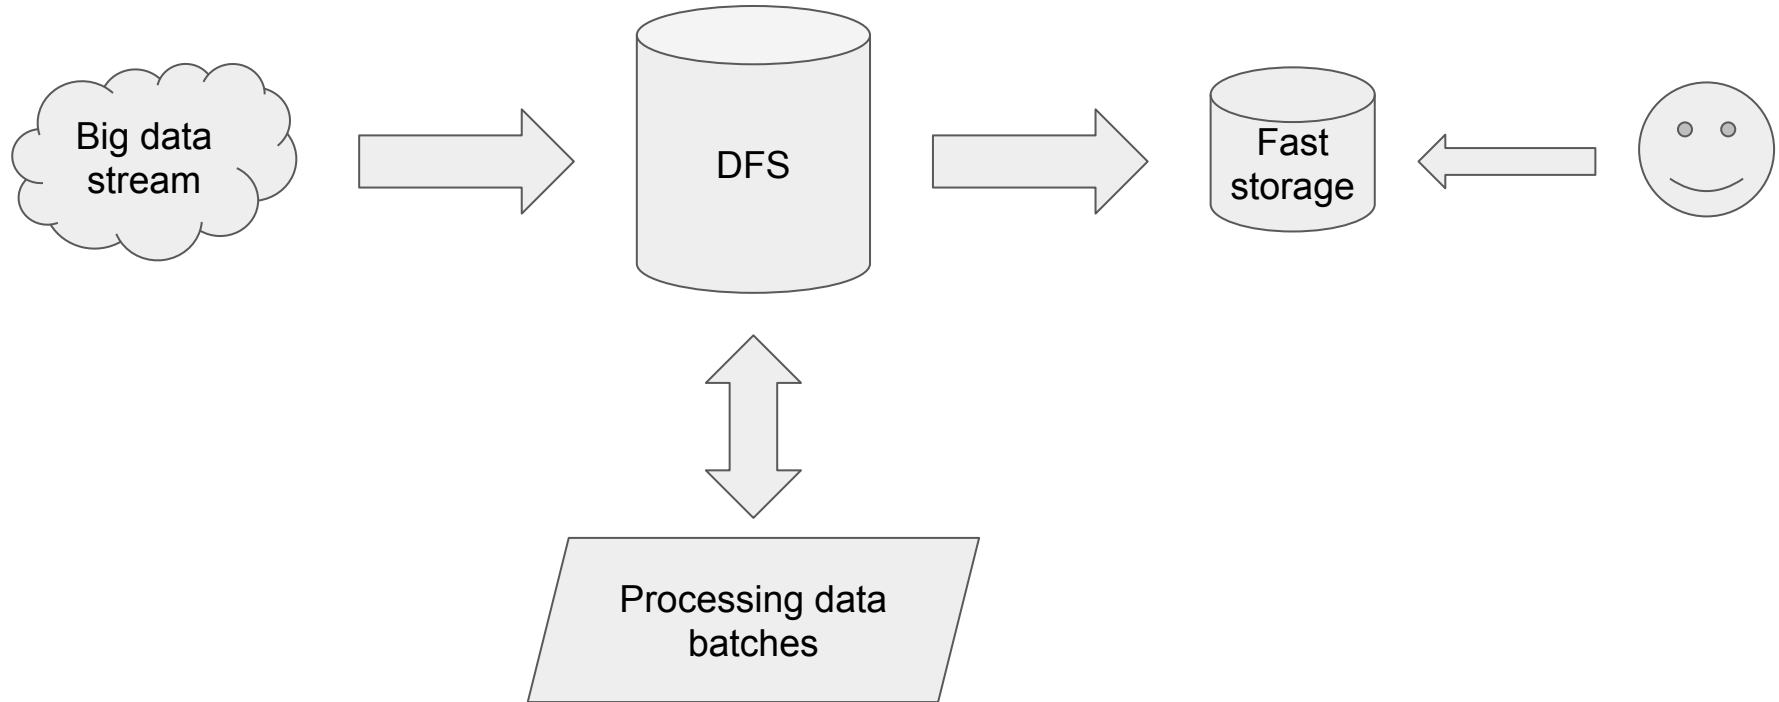 Big data
stream
DFS
Fast
storage
Processing data
batches